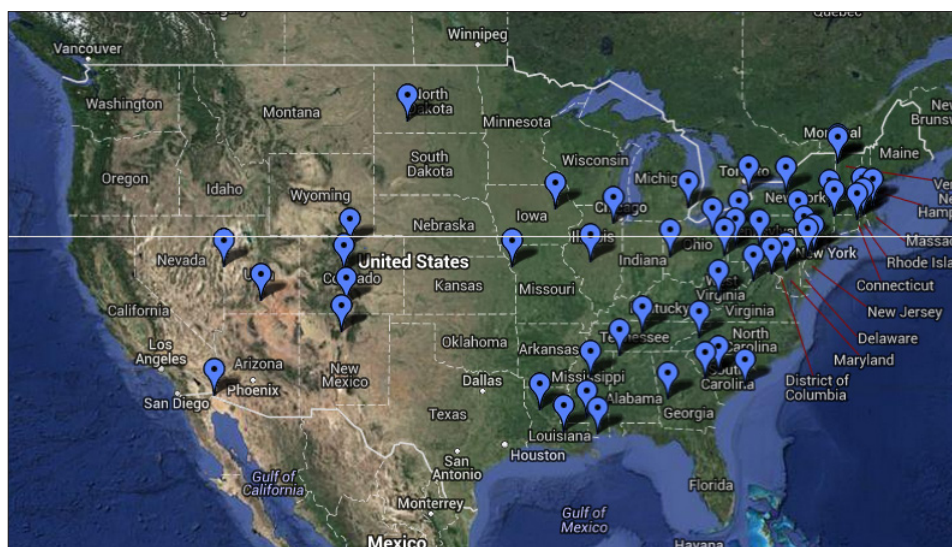 Winnipeg
Quebec
Vancouver
Washington
Montana
North
Dakota
Minnesota
Montreal
Maine
New
Brunsw
Oregon
Idaho
Wyoming
South
Dakota
Wisconsin
Michig
Toronto
New York
Iowa
Chicago
Nebraska
Illinois
Indiana
Ohio
Nevada
United States
Colorado
Kansas
Missouri
West
Virginia
Virginia
New York
Massac
Rhode Isla
Connecticut
New Jersey
Delaware
Maryland
District of
Columbia
California
Oklahoma
Arkansas
Kentucky
Tennessee
North
Carolina
South
Carolina
Los
Angeles
Arizona
Phoenix
New
Mexico
San Diego
Dallas
Mississippi
Alabama
Georgia
Texas
Louisiana
Houston
San
Antonio
Florida
Gulf of
California
Gulf of
Mexico
Monterrey
Mexico
Havana